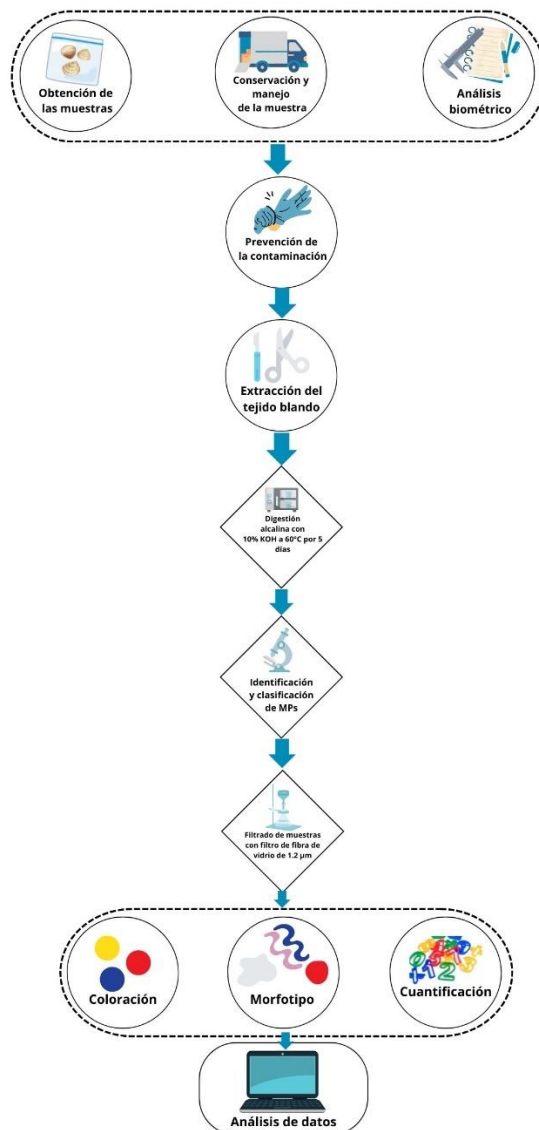 Obtención de
las muestras
Conservación y
manejo
de la muestra
Análisis
biométrico
Prevención de
la contaminación
Extracción del
tejido blando
Digestión
alcalina con
10% KOH a 60°C por 5
días
Identificación
y clasificación
de MPs
Filtrado de muestras
con filtro de fibra de
vidrio de 1.2 µm
Coloración
Morfotipo
Cuantificación
Análisis de datos